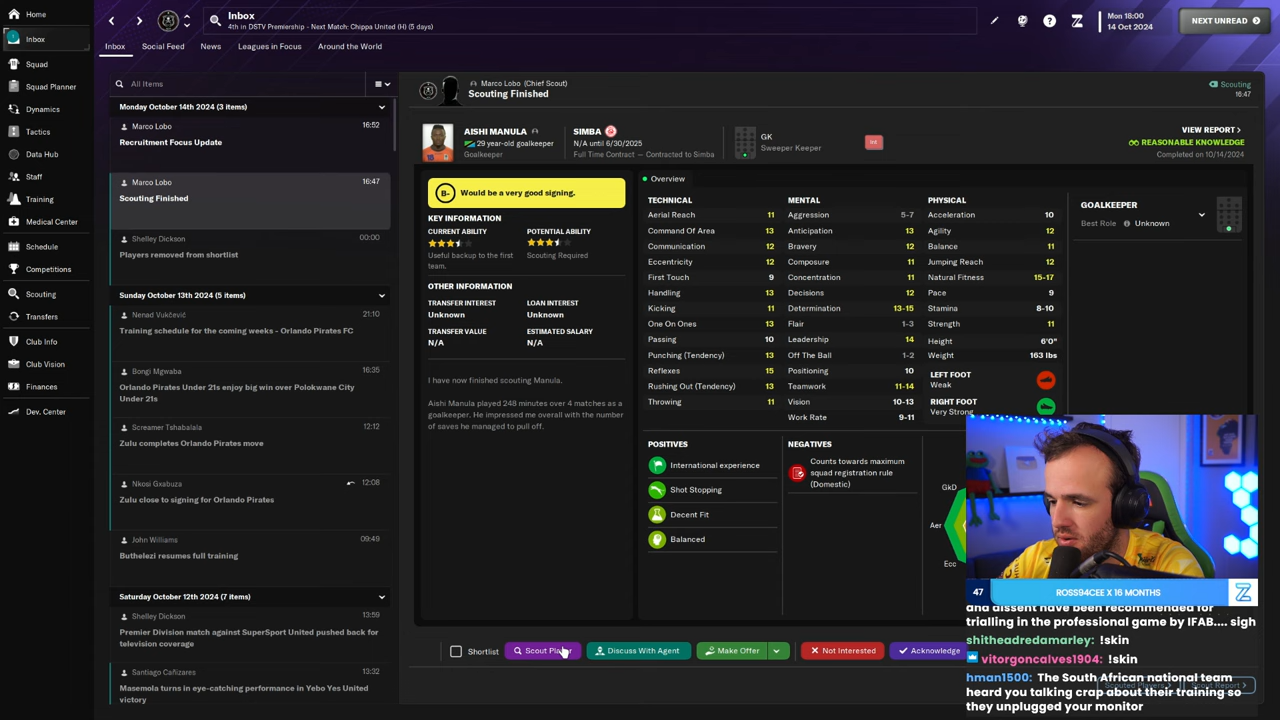 Home
Inbox
Squad
Squad Planner
Dynamics
Tactics
Data Hub
Staff
Training
Medical Center
Schedule
Competitions
Scouting
Transfers
Club Info
Club Vision
Finances
Dev. Center
Inbox
4th in DSTV Premiership - Next Match: Chippa United (H) (5 days)
Mon 18:00
14 Oct 2024
NEXT UNREAD
Inbox Social Feed News Leagues in Focus Around the World
All Items
Monday October 14th 2024 (3 items)
Marco Lobo 16:52
Recruitment Focus Update
Marco Lobo 16:47
Scouting Finished
Shelley Dickson 00:00
Players removed from shortlist
Sunday October 13th 2024 (5 items)
Nenad Vukčević 21:10
Training schedule for the coming weeks - Orlando Pirates FC
Bongi Mgwaba 16:35
Orlando Pirates Under 21s enjoy big win over Polokwane City
Under 21s
Screamer Tshabalala 12:12
Zulu completes Orlando Pirates move
Nkosi Gxabuza 12:08
Zulu close to signing for Orlando Pirates
John Williams 09:49
Buthelezi resumes full training
Saturday October 12th 2024 (7 items)
Shelley Dickson 13:59
Premier Division match against SuperSport United pushed back for
television coverage
Santiago Cañizares 13:32
Masemola turns in eye-catching performance in Yebo Yes United
victory
Marco Lobo (Chief Scout)
Scouting Finished
Scouting
16:47
AISHI MANULA
29 year-old goalkeeper
Goalkeeper
SIMBA
N/A until 6/30/2025
Full Time Contract - Contracted to Simba
GK
Sweeper Keeper
Int
VIEW REPORT
REASONABLE KNOWLEDGE
Completed on 10/14/2024
B- Would be a very good signing.
KEY INFORMATION
CURRENT ABILITY POTENTIAL ABILITY
Useful backup to the first
team.
Scouting Required
OTHER INFORMATION
TRANSFER INTEREST LOAN INTEREST
Unknown Unknown
TRANSFER VALUE ESTIMATED SALARY
N/A N/A
I have now finished scouting Manula.
Aishi Manula played 248 minutes over 4 matches as a
goalkeeper. He impressed me overall with the number
of saves he managed to pull off.
Overview
TECHNICAL
Aerial Reach 11
Command Of Area 13
Communication 12
Eccentricity 12
First Touch 9
Handling 13
Kicking 11
One On Ones 13
Passing 10
Punching (Tendency) 13
Reflexes 15
Rushing Out (Tendency) 13
Throwing 11
MENTAL
Aggression 5-7
Anticipation 13
Bravery 12
Composure 11
Concentration 11
Decisions 12
Determination 13-15
Flair 1-3
Leadership 14
Off The Ball 1-2
Positioning 10
Teamwork 11-14
Vision 10-13
Work Rate 9-11
PHYSICAL
Acceleration 10
Agility 12
Balance 11
Jumping Reach 12
Natural Fitness 15-17
Pace 9
Stamina 8-10
Strength 11
Height 6'0"
Weight 163 lbs
LEFT FOOT
Weak
RIGHT FOOT
Very Strong
GOALKEEPER
Best Role Unknown
POSITIVES
International experience
Shot Stopping
Decent Fit
Balanced
NEGATIVES
Counts towards maximum
squad registration rule
(Domestic)
GkD
Aer
Ecc
Shortlist
Scout Player
Discuss With Agent
Make Offer
Not Interested
Acknowledge
47 ROSS94CEE X 16 MONTHS
and dissent have been recommended for
trialling in the professional game by IFAB.... sigh
shitheadredamarley: !skin
vitorgoncalves1904: !skin
hman1500: The South African national team
heard you talking crap about their training so
they unplugged your monitor